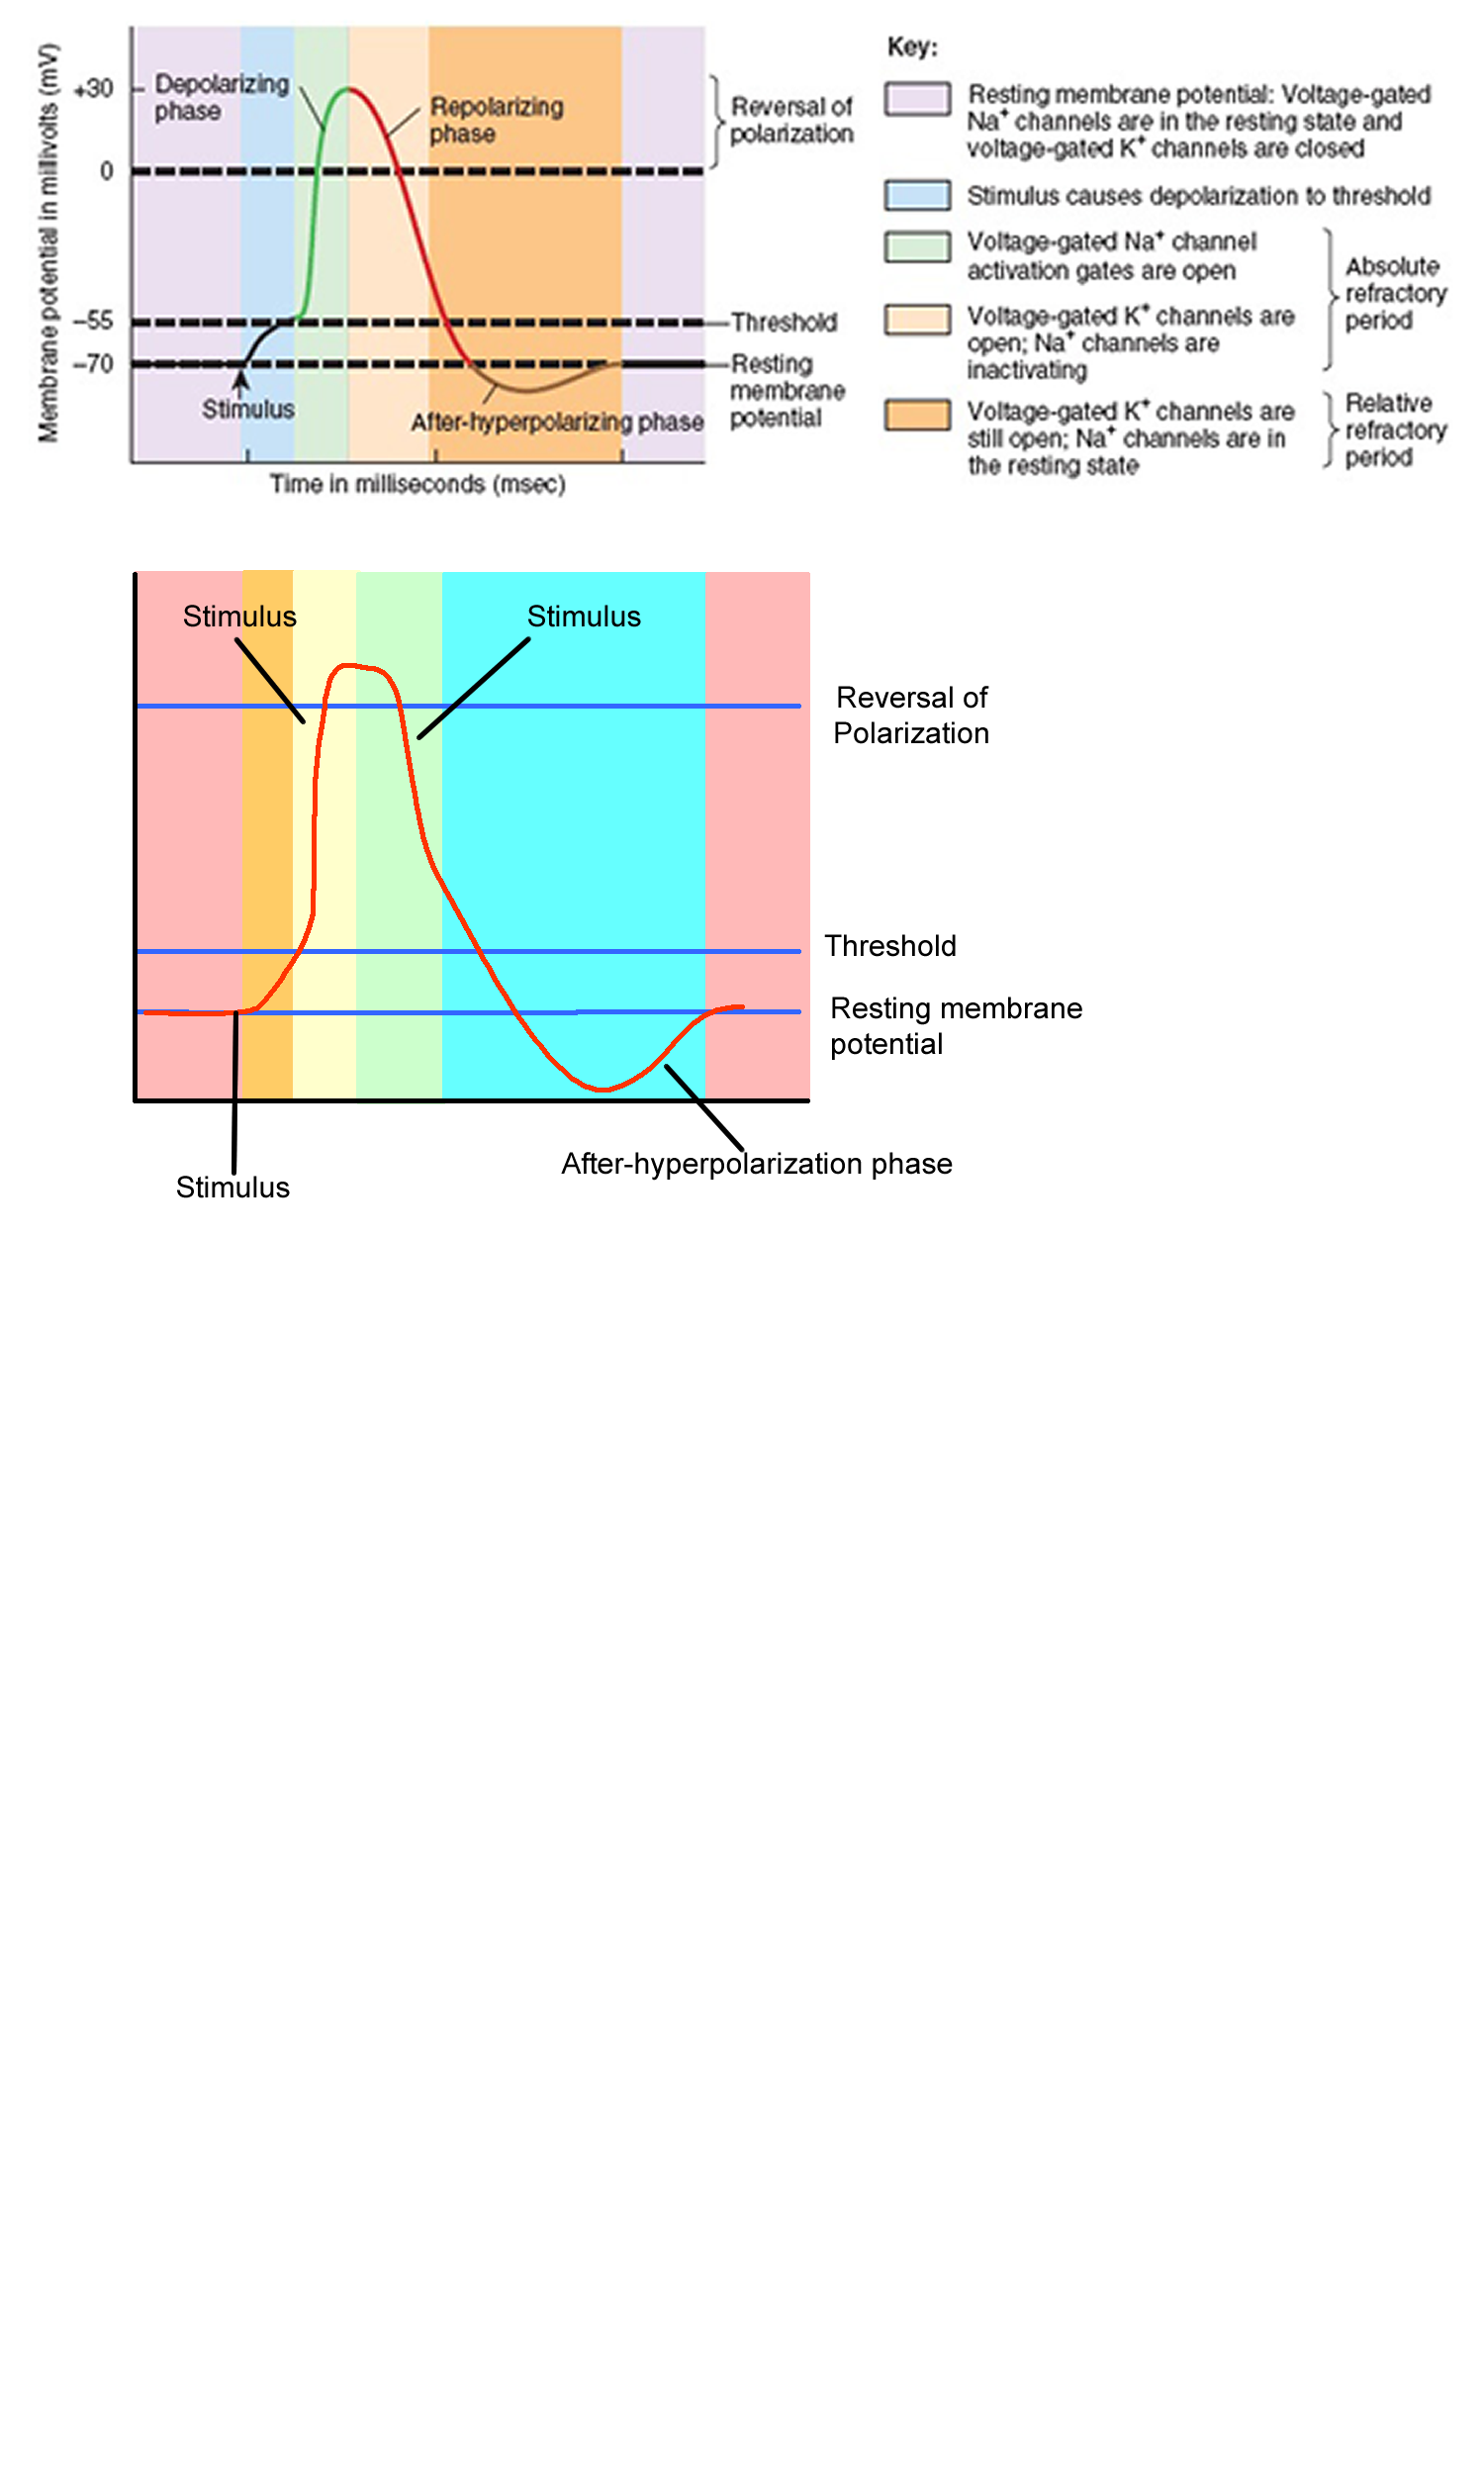 Membrane potential in millivolts (mV)
+30
0
–55
–70
Depolarizing
phase
Repolarizing
phase
Reversal of
polarization
Threshold
Resting
membrane
potential
Stimulus
After-hyperpolarizing phase
Time in milliseconds (msec)
Key:
Resting membrane potential: Voltage-gated
Na⁺ channels are in the resting state and
voltage-gated K⁺ channels are closed
Stimulus causes depolarization to threshold
Voltage-gated Na⁺ channel
activation gates are open
Voltage-gated K⁺ channels are
open; Na⁺ channels are
inactivating
Absolute
refractory
period
Voltage-gated K⁺ channels are
still open; Na⁺ channels are in
the resting state
Relative
refractory
period
Stimulus
Stimulus
Reversal of
Polarization
Threshold
Resting membrane
potential
After-hyperpolarization phase
Stimulus